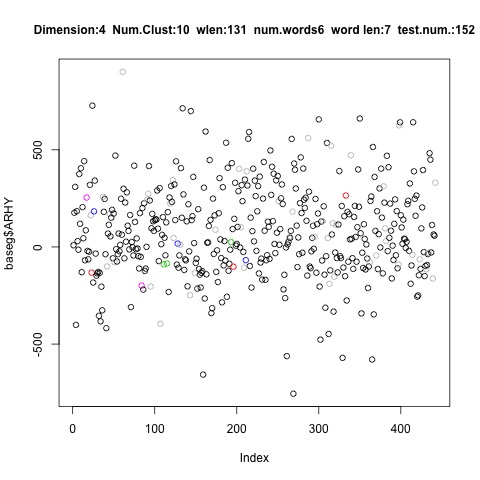 Dimension:4 Num.Clust:10 wlen:131 num.words6 word len:7 test.num.:152
500
0
-500
baseg$ARHY
0 100 200 300 400
Index